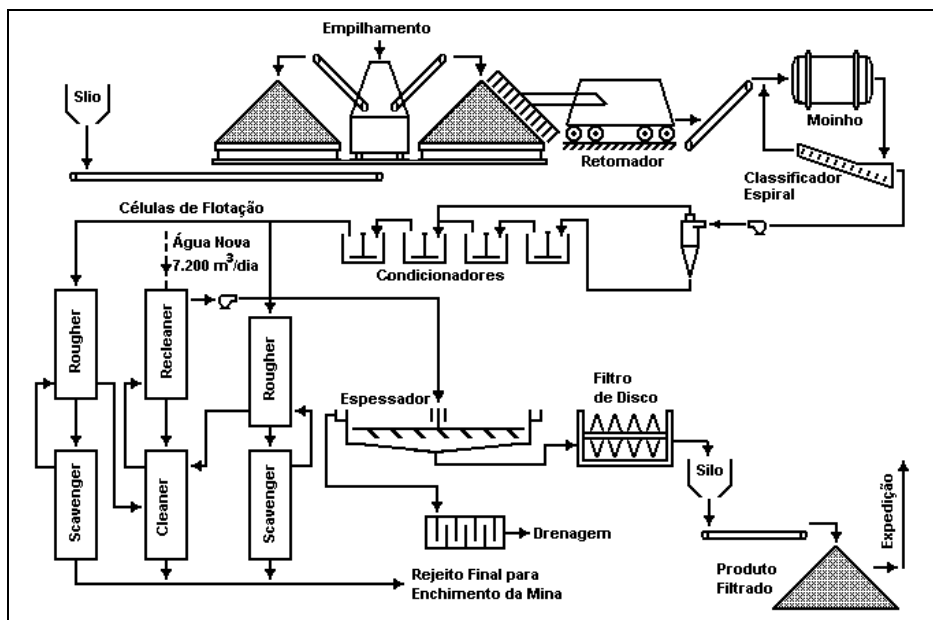 Empilhamento
Slio
Moinho
Retomador
Classificador
Espiral
Células de Flotação
Água Nova
7.200 m³/dia
Condicionadores
Rougher
Recleaner
Rougher
Espessador
Filtro
de Disco
Silo
Scavenger
Cleaner
Scavenger
Drenagem
Expedição
Produto
Filtrado
Rejeito Final para
Enchimento da Mina